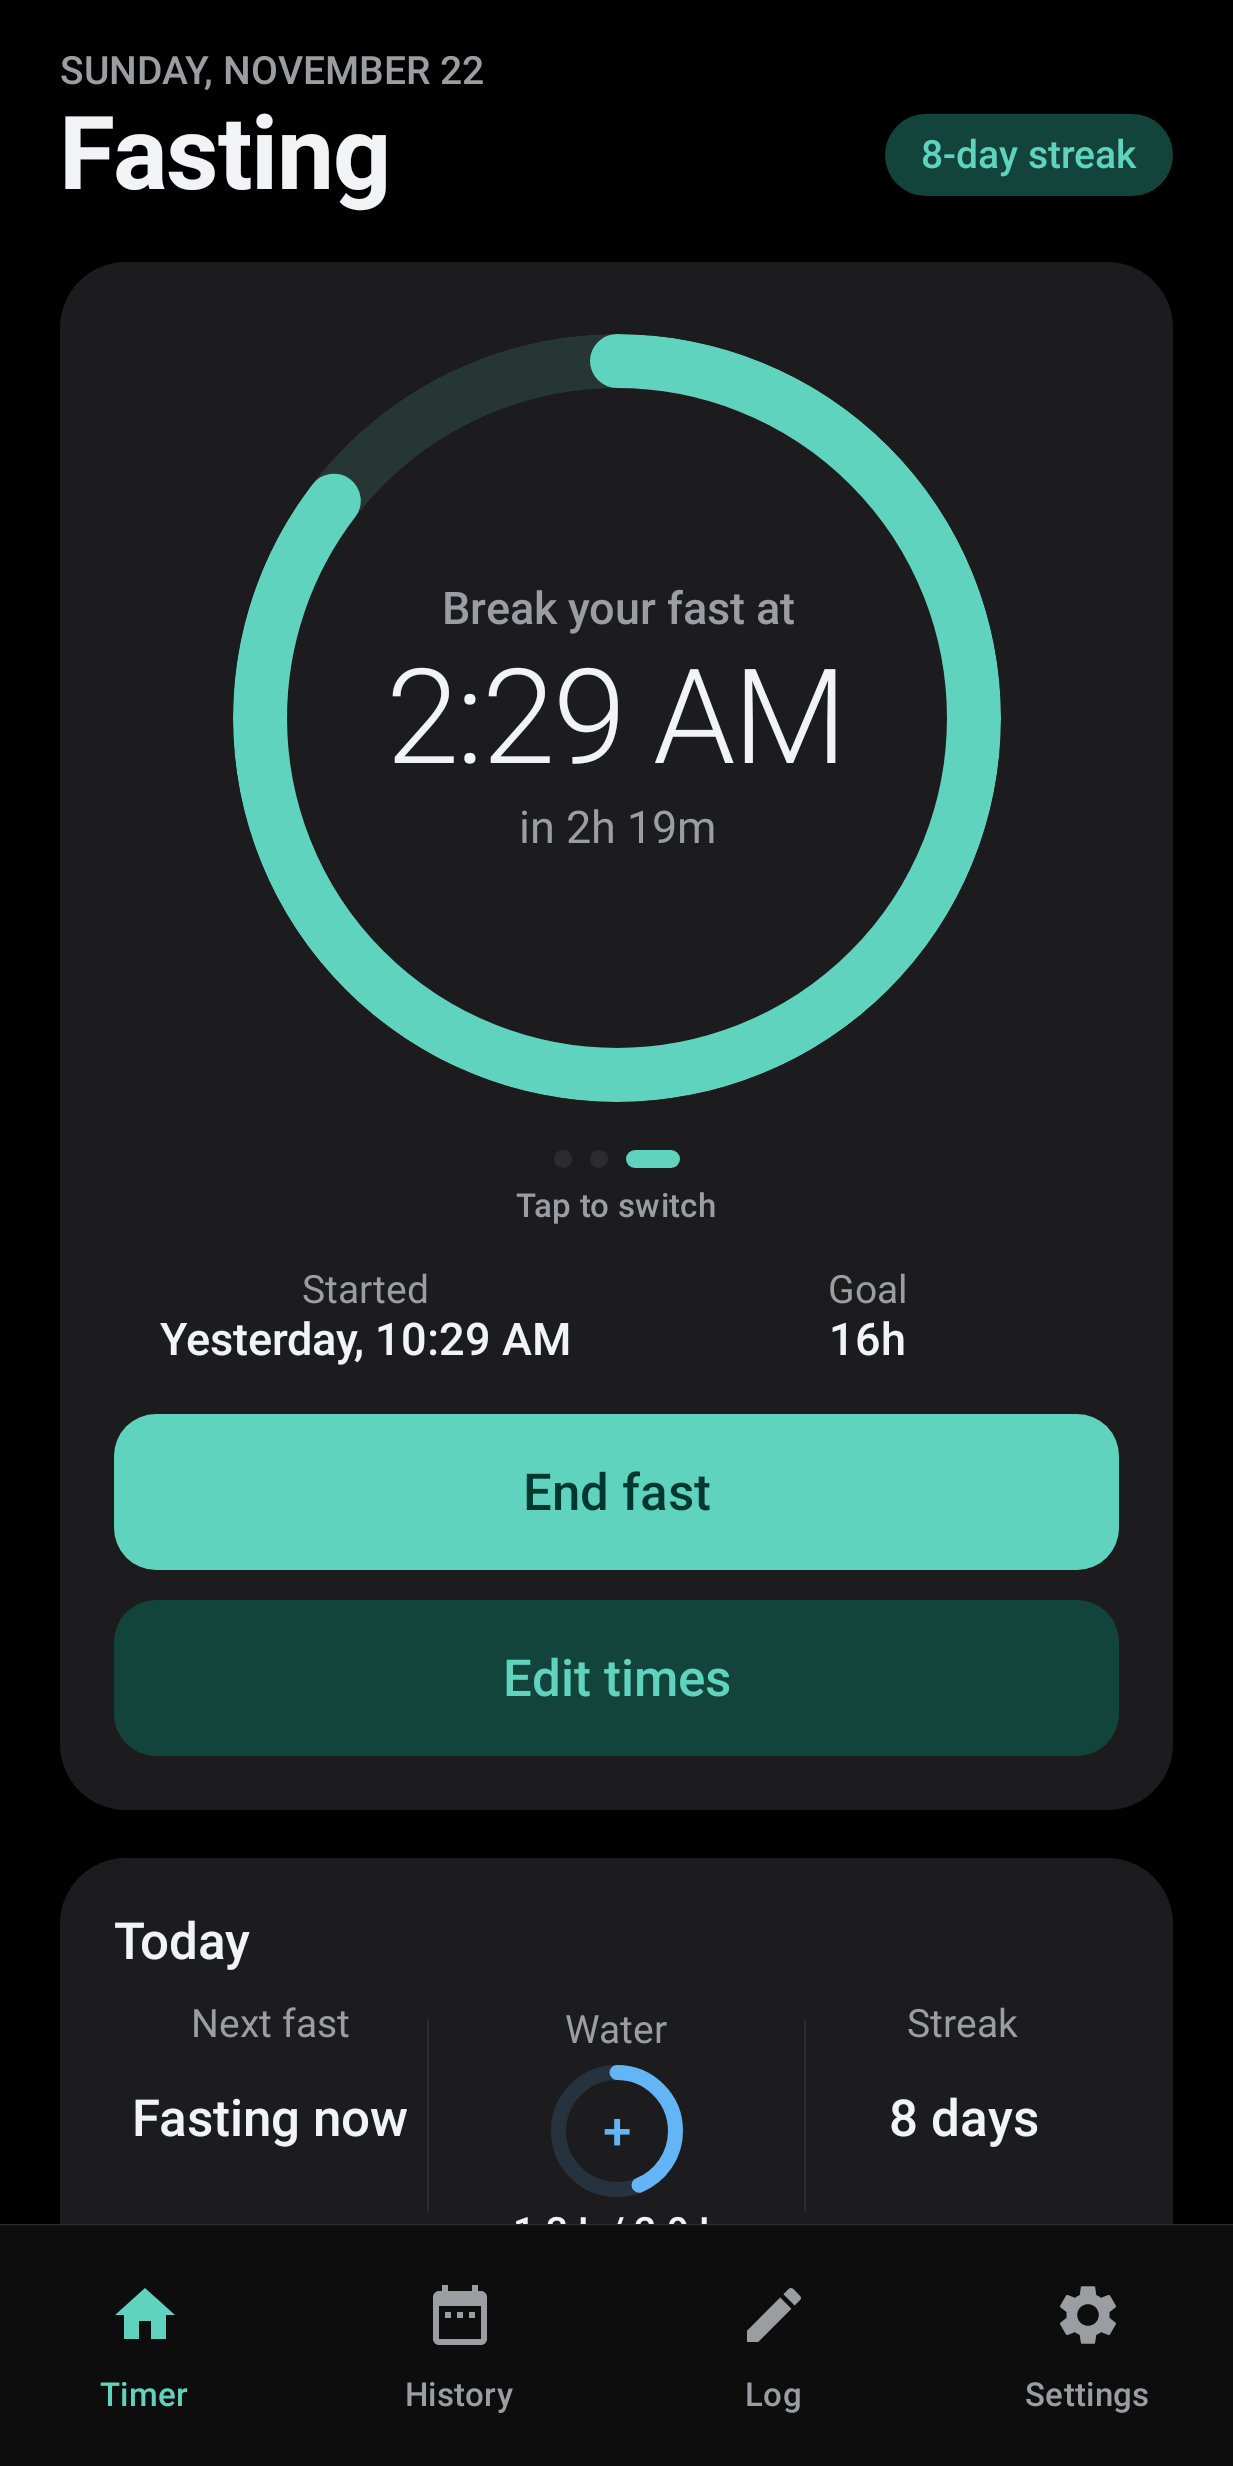 SUNDAY, NOVEMBER 22
Fasting
8-day streak
Break your fast at
2:29 AM
in 2h 19m
Tap to switch
Started
Yesterday, 10:29 AM
Goal
16h
End fast
Edit times
Today
Next fast
Fasting now
Water
+
Streak
8 days
Timer
History
Log
Settings